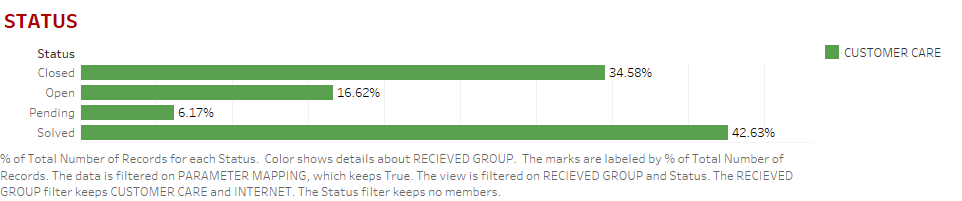 STATUS
Status
CUSTOMER CARE
Closed 34.58%
Open 16.62%
Pending 6.17%
Solved 42.63%
% of Total Number of Records for each Status.  Color shows details about RECIEVED GROUP.  The marks are labeled by % of Total Number of
Records. The data is filtered on PARAMETER MAPPING, which keeps True. The view is filtered on RECIEVED GROUP and Status. The RECIEVED
GROUP filter keeps CUSTOMER CARE and INTERNET. The Status filter keeps no members.